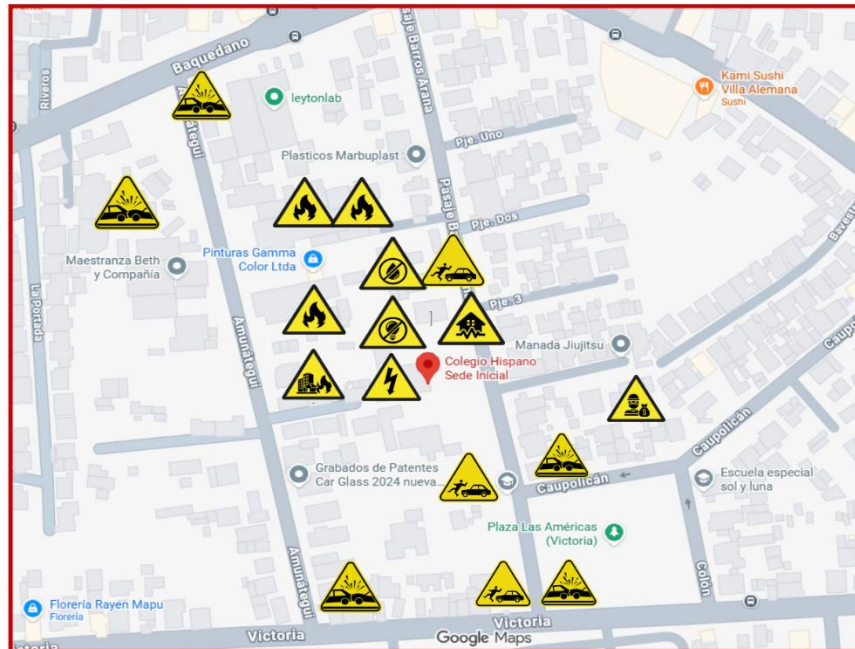 Riveros
Baquedano
Amunátegui
leytonlab
Pasaje Barros Arana
Kami Sushi
Villa Alemana
Sushi
Pje. Uno
Plasticos Marbuplast
Pje. Dos
Maestranza Beth
y Compañía
Pinturas Gamma
Color Ltda
La Portada
Amunátegui
Pje. 3
Manada Jiujitsu
Colegio Hispano
Sede Inicial
Caupolicán
Grabados de Patentes
Car Glass 2024 nueva...
Caupolicán
Escuela especial
sol y luna
Plaza Las Américas
(Victoria)
Colón
Amunátegui
Florería Rayen Mapu
Florería
Victoria
Google Maps
Victoria